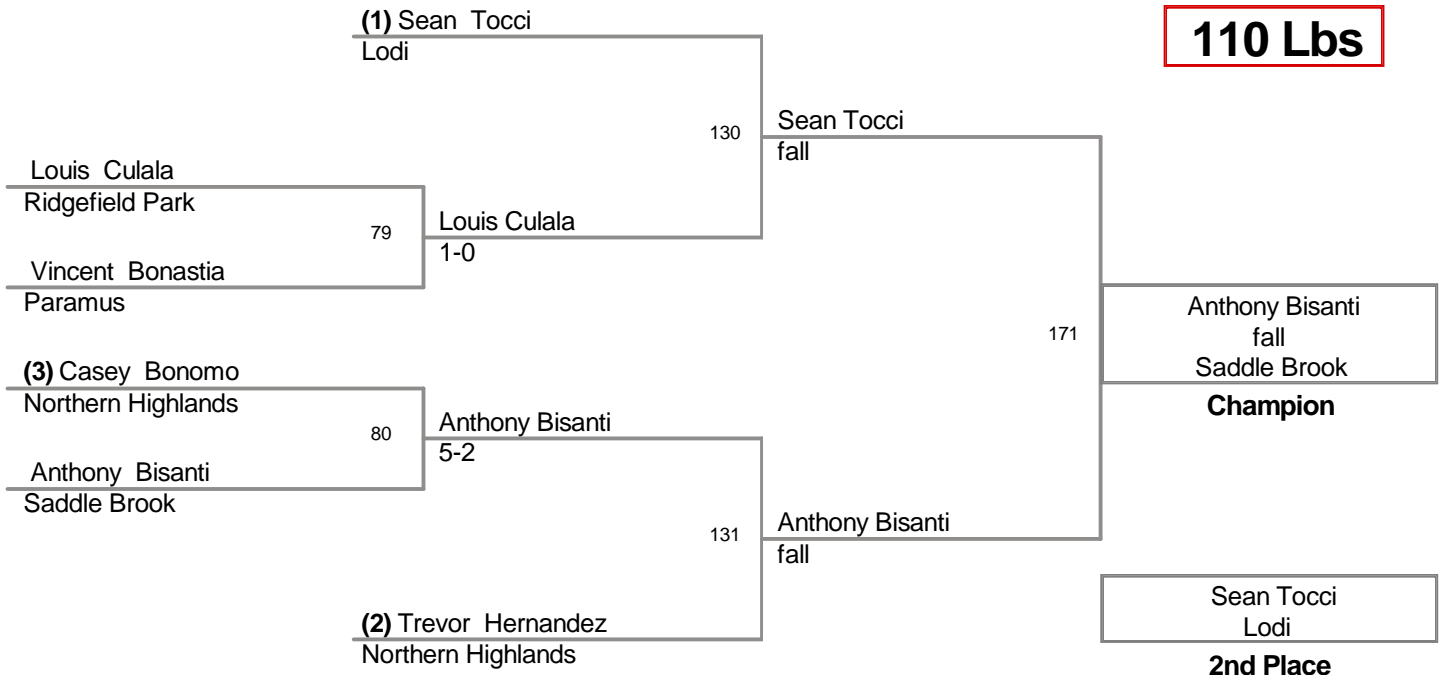 (1) Sean Tocci
Lodi
110 Lbs
130
Sean Tocci
fall
Louis Culala
Ridgefield Park
79
Louis Culala
1-0
Vincent Bonastia
Paramus
171
Anthony Bisanti
fall
Saddle Brook
Champion
(3) Casey Bonomo
Northern Highlands
80
Anthony Bisanti
5-2
Anthony Bisanti
Saddle Brook
131
Anthony Bisanti
fall
(2) Trevor Hernandez
Northern Highlands
Sean Tocci
Lodi
2nd Place